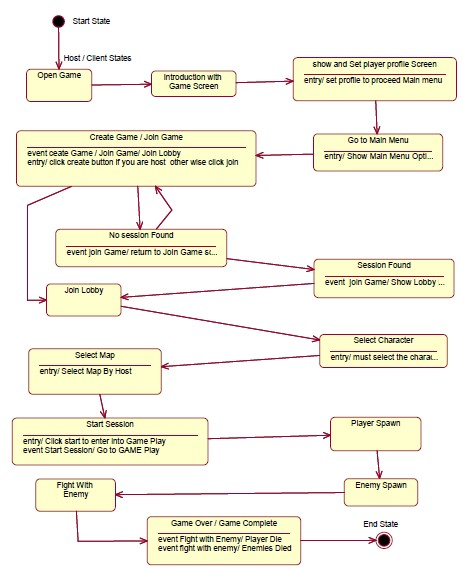 Start State
Host / Client States
Open Game
Introduction with
Game Screen
show and Set player profile Screen
entry/ set profile to proceed Main menu
Create Game / Join Game
event ceate Game / Join Game/ Join Lobby
entry/ click create button if you are host other wise click join
Go to Main Menu
entry/ Show Main Menu Opti...
No session Found
event join Game/ return to Join Game sc...
Session Found
event join Game/ Show Lobby ...
Join Lobby
Select Character
entry/ must select the charac...
Select Map
entry/ Select Map By Host
Start Session
entry/ Click start to enter into Game Play
event Start Session/ Go to GAME Play
Player Spawn
Fight With
Enemy
Enemy Spawn
Game Over / Game Complete
event Fight with Enemy/ Player Die
event fight with enemy/ Enemies Died
End State